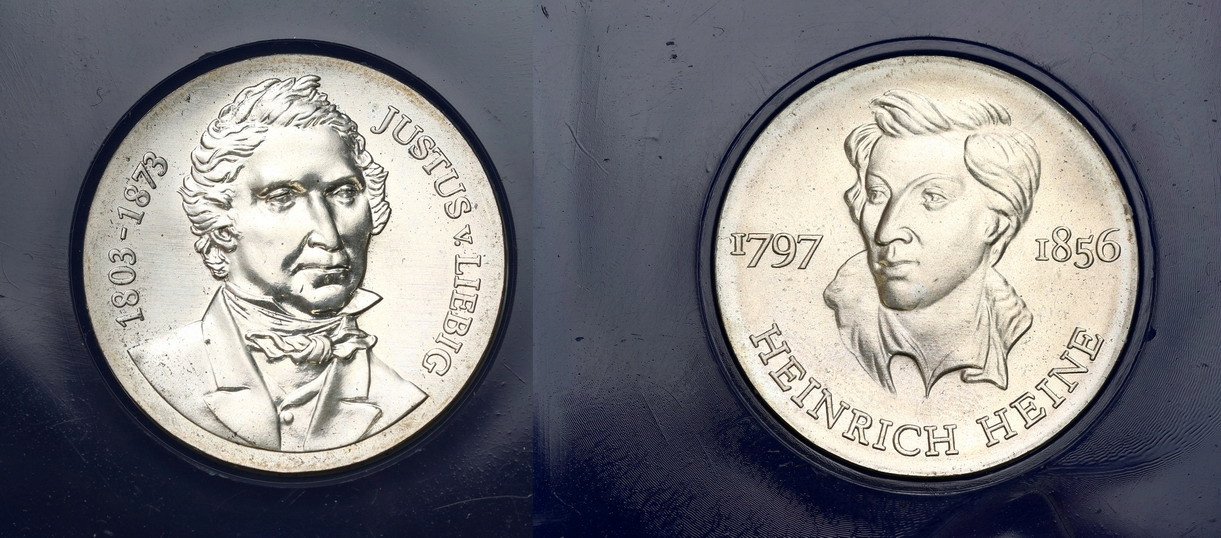 1803-1873
JUSTUS v. LIEBIG
1797
1856
HEINRICH HEINE